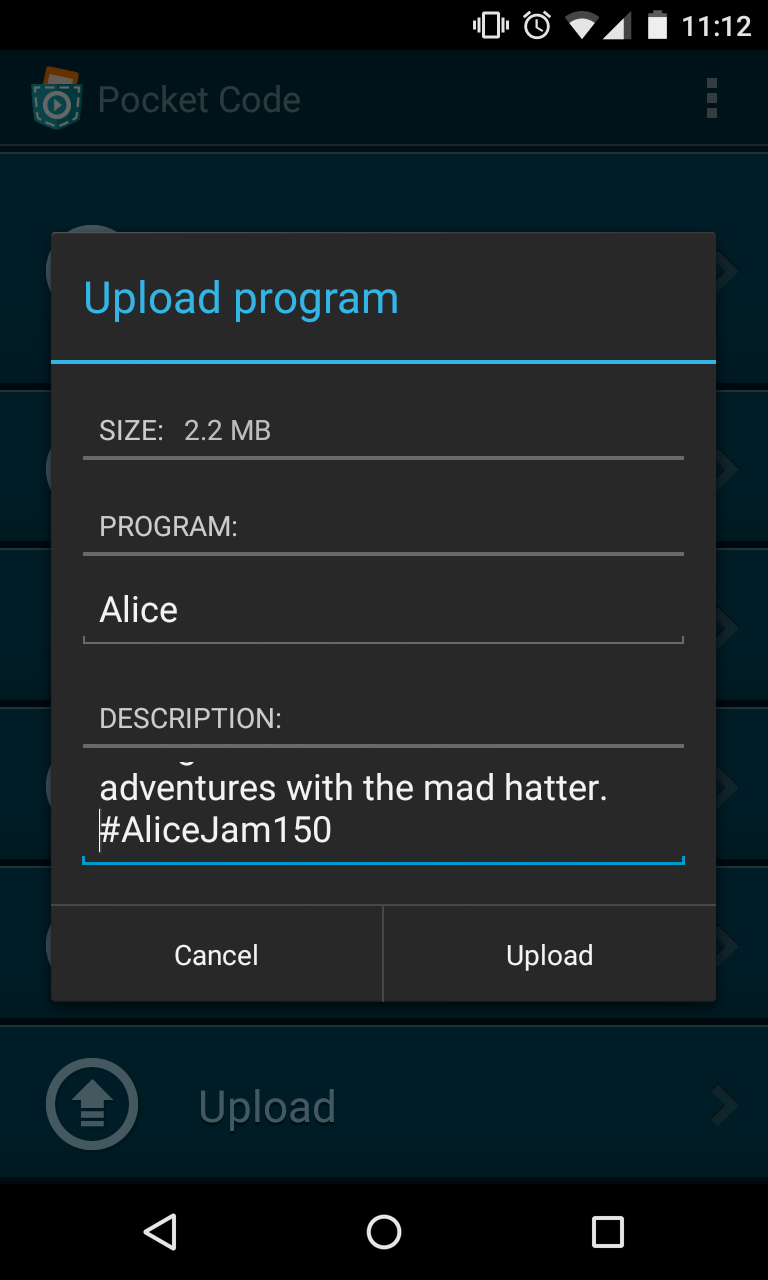 11:12
Pocket Code
Upload program
SIZE: 2.2 MB
PROGRAM:
Alice
DESCRIPTION:
adventures with the mad hatter.
#AliceJam150
Cancel
Upload
Upload